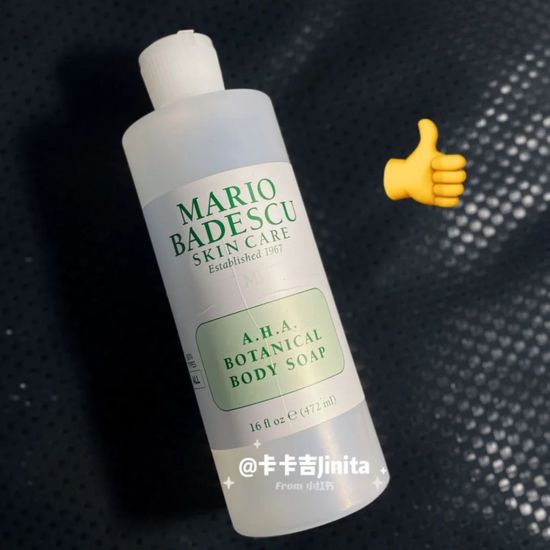 MARIO
BADESCU
SKIN CARE
Established 1967
A.H.A.
BOTANICAL
BODY SOAP
16 fl oz ℮ (472 ml)
@卡卡吉Jinita
From 小红书